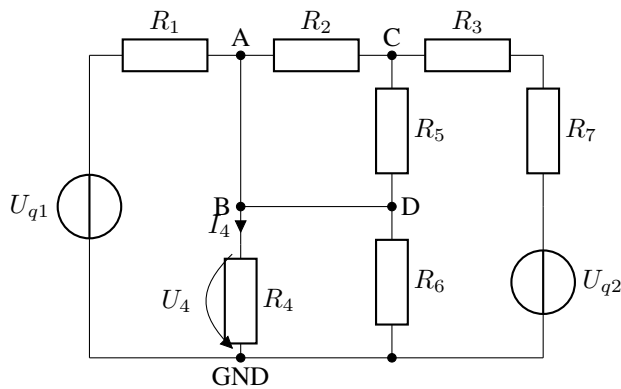 R1 A R2 C R3
R5 R7
Uq1 B D
I4
U4 R4 R6 Uq2
GND